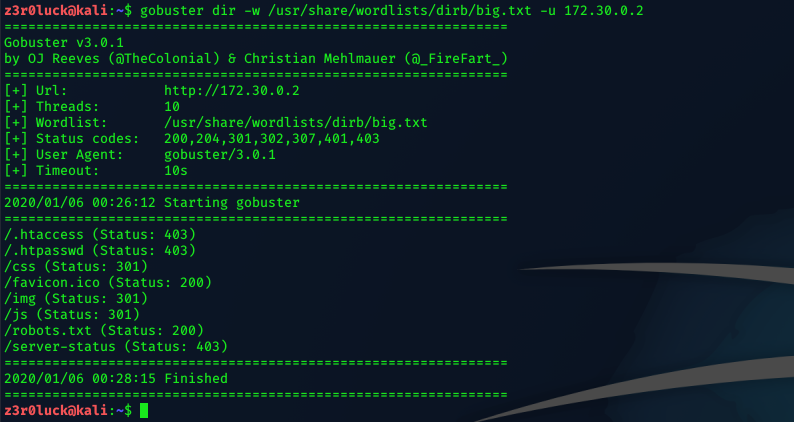 z3r0luck@kali:~$ gobuster dir -w /usr/share/wordlists/dirb/big.txt -u 172.30.0.2
===============================================================
Gobuster v3.0.1
by OJ Reeves (@TheColonial) & Christian Mehlmauer (@_FireFart_)
===============================================================
[+] Url:            http://172.30.0.2
[+] Threads:        10
[+] Wordlist:       /usr/share/wordlists/dirb/big.txt
[+] Status codes:   200,204,301,302,307,401,403
[+] User Agent:     gobuster/3.0.1
[+] Timeout:        10s
===============================================================
2020/01/06 00:26:12 Starting gobuster
===============================================================
/.htaccess (Status: 403)
/.htpasswd (Status: 403)
/css (Status: 301)
/favicon.ico (Status: 200)
/img (Status: 301)
/js (Status: 301)
/robots.txt (Status: 200)
/server-status (Status: 403)
===============================================================
2020/01/06 00:28:15 Finished
===============================================================
z3r0luck@kali:~$